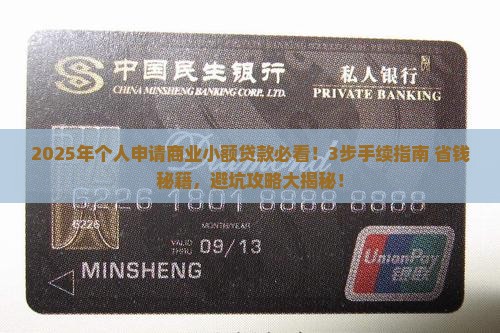 中国民生银行
CHINA MINSHENG BANKING CORP., LTD.
私人银行
PRIVATE BANKING
Diamond
2025年个人申请商业小额贷款必看！3步手续指南 省钱
秘籍，避坑攻略大揭秘！
6226 1801 8888 8888
6226
MONTH/YEAR
VALID
THRU
09/13
MINSHENG
UnionPay
银联